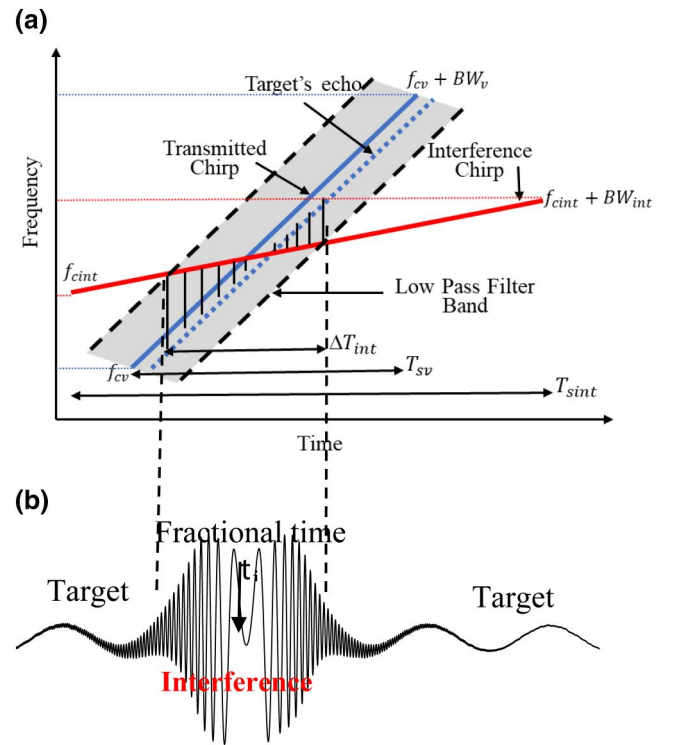 (a)
f_cv + BW_v
Target's echo
Transmitted
Chirp
Interference
Chirp
Frequency
f_cint + BW_int
f_cint
Low Pass Filter
Band
ΔT_int
f_cv
T_sv
T_sint
Time
(b)
Fractional time
t_i
Target
Target
Interference